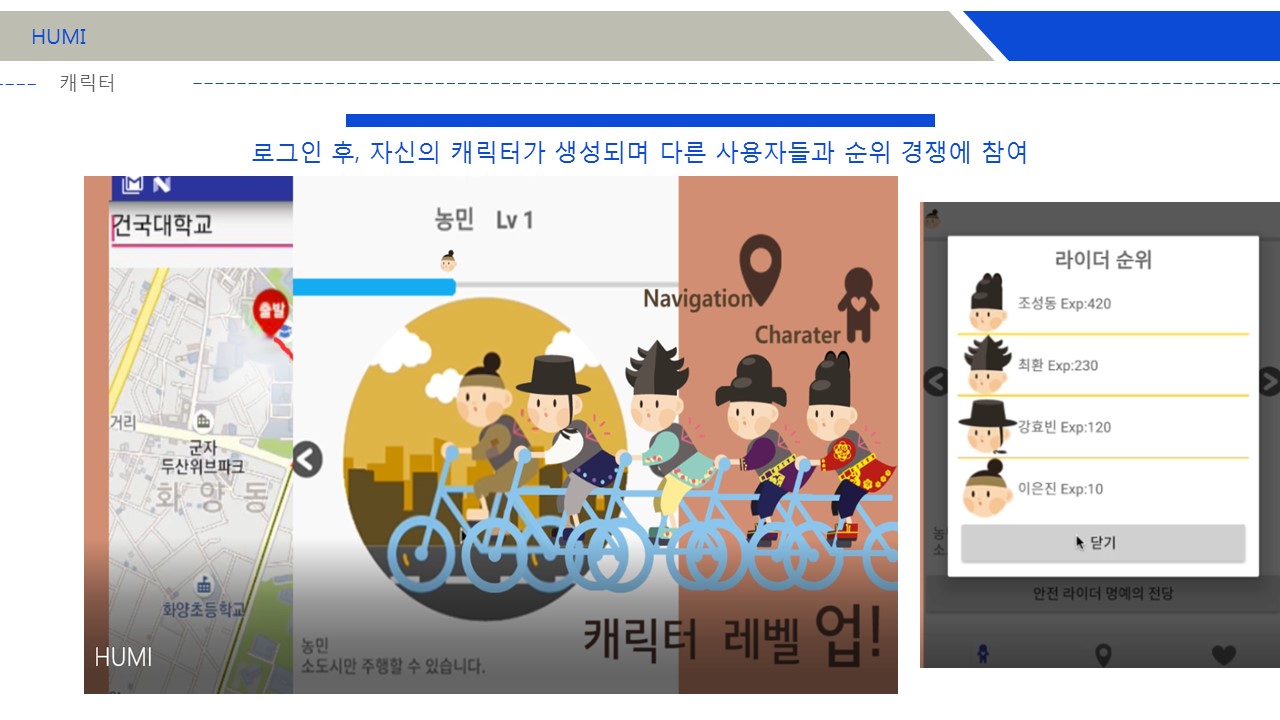 HUMI
캐릭터
로그인 후, 자신의 캐릭터가 생성되며 다른 사용자들과 순위 경쟁에 참여
건국대학교
출발
거리
군자
두산위브파크
화양동
화양초등학교
HUMI
농민 Lv 1
Navigation
Charater
농민
소도시만 주행할 수 있습니다.
캐릭터 레벨 업!
라이더 순위
조성동 Exp:420
최환 Exp:230
강효빈 Exp:120
이은진 Exp:10
닫기
안전 라이더 명예의 전당